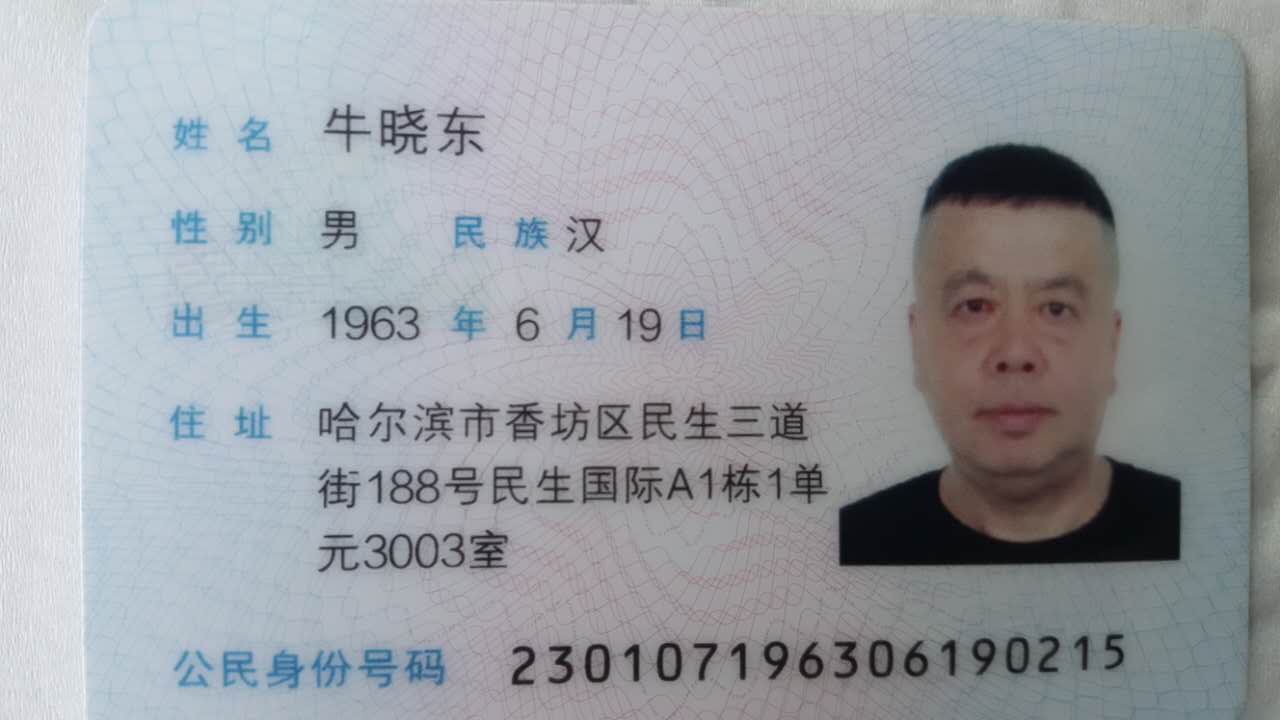 姓名 牛晓东
性别 男 民族 汉
出生 1963 年 6 月 19 日
住址 哈尔滨市香坊区民生三道
街188号民生国际A1栋1单
元3003室
公民身份号码 230107196306190215